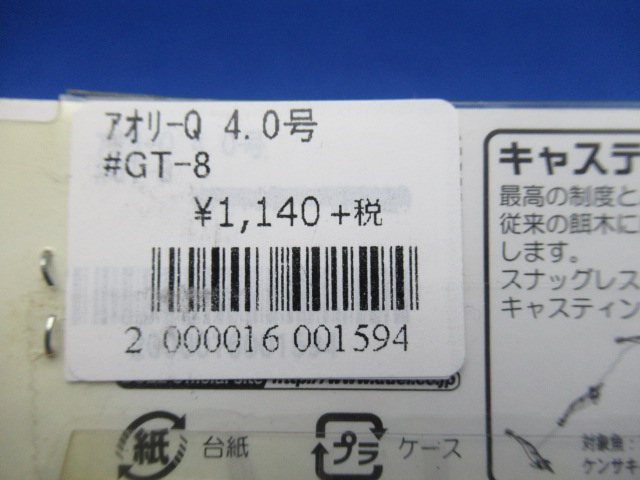 ｱｵﾘｰQ 4.0号
#GT-8
¥1,140+税
2 000016 001594
キャステ
最高の制度と
従来の餌木に
します。
スナッグレス
キャスティン
Official Site
紙 台紙
プラ ケース
対象魚:
ケンサキ